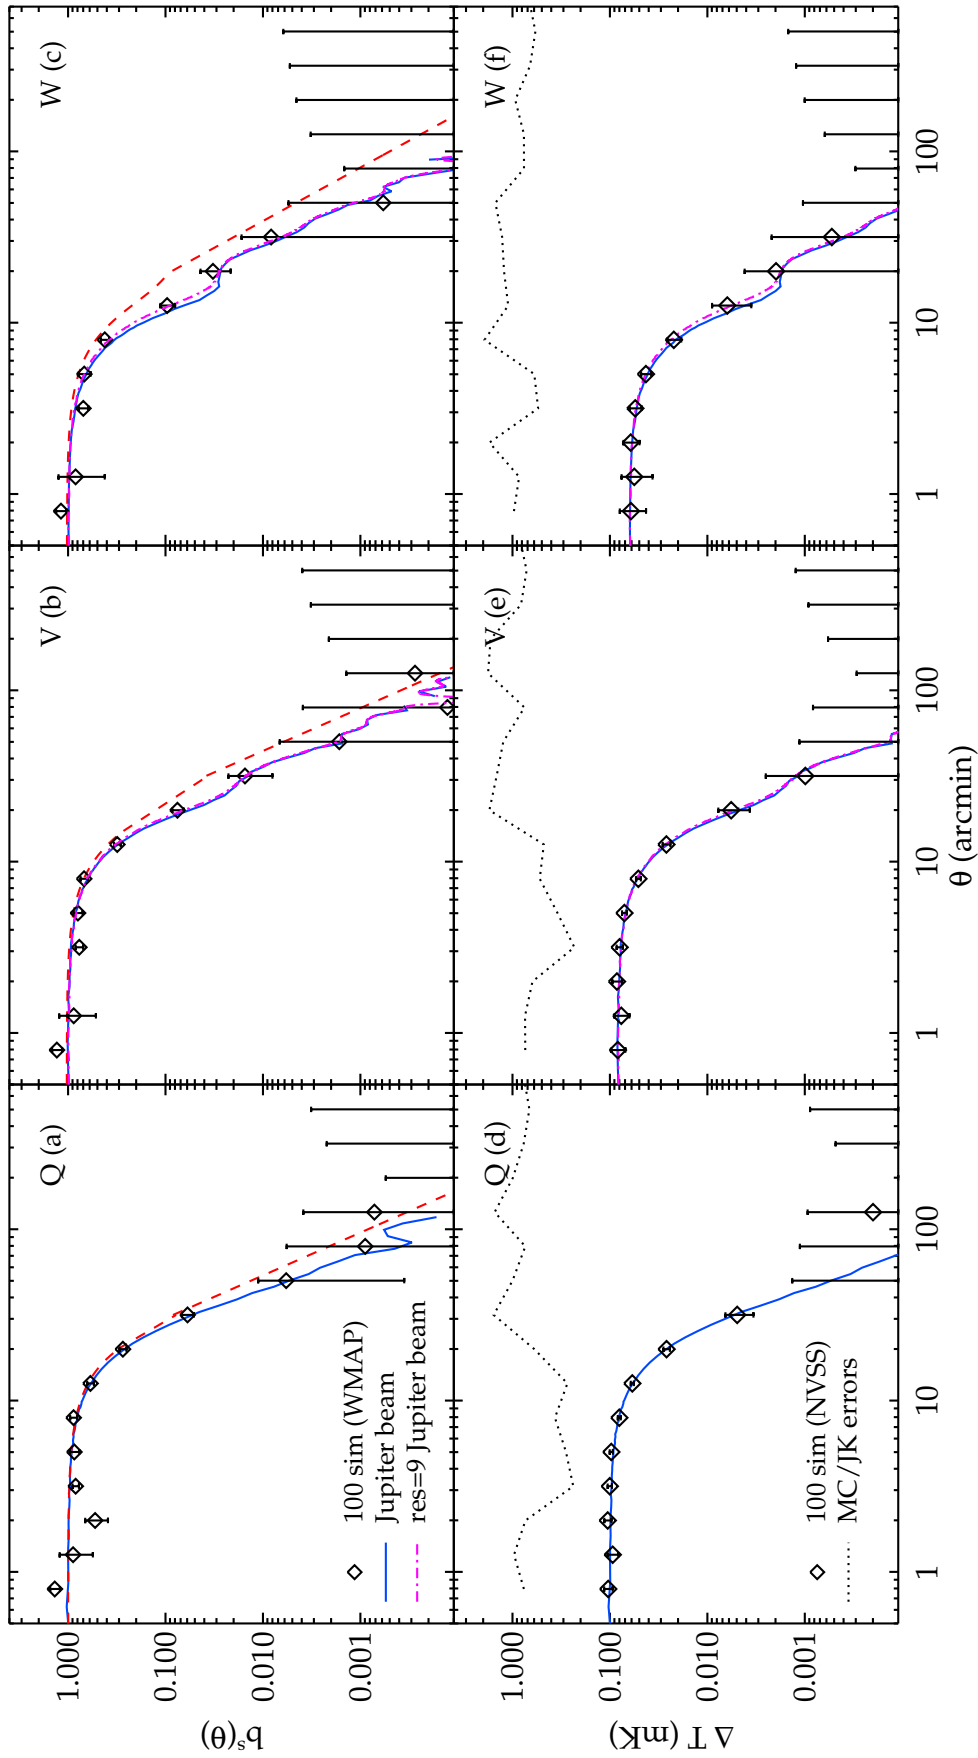 Q (a)
V (b)
W (c)
bˢ(θ)
1.000
0.100
0.010
0.001
100 sim (WMAP)
Jupiter beam
res=9 Jupiter beam
Q (d)
V (e)
W (f)
Δ T (mK)
1.000
0.100
0.010
100 sim (NVSS)
MC/JK errors
1 10 100 1 10 100 1 10 100
θ (arcmin)